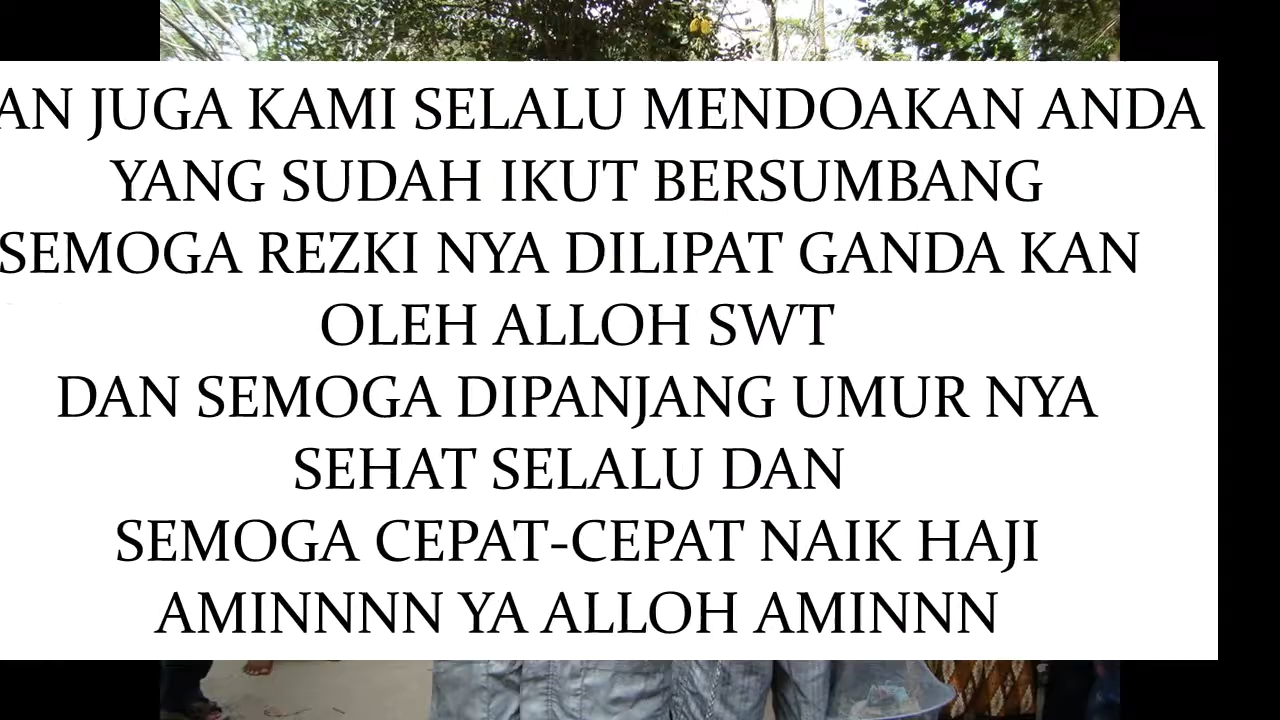 AN JUGA KAMI SELALU MENDOAKAN ANDA
YANG SUDAH IKUT BERSUMBANG
SEMOGA REZKI NYA DILIPAT GANDA KAN
OLEH ALLOH SWT
DAN SEMOGA DIPANJANG UMUR NYA
SEHAT SELALU DAN
SEMOGA CEPAT-CEPAT NAIK HAJI
AMINNNN YA ALLOH AMINNN